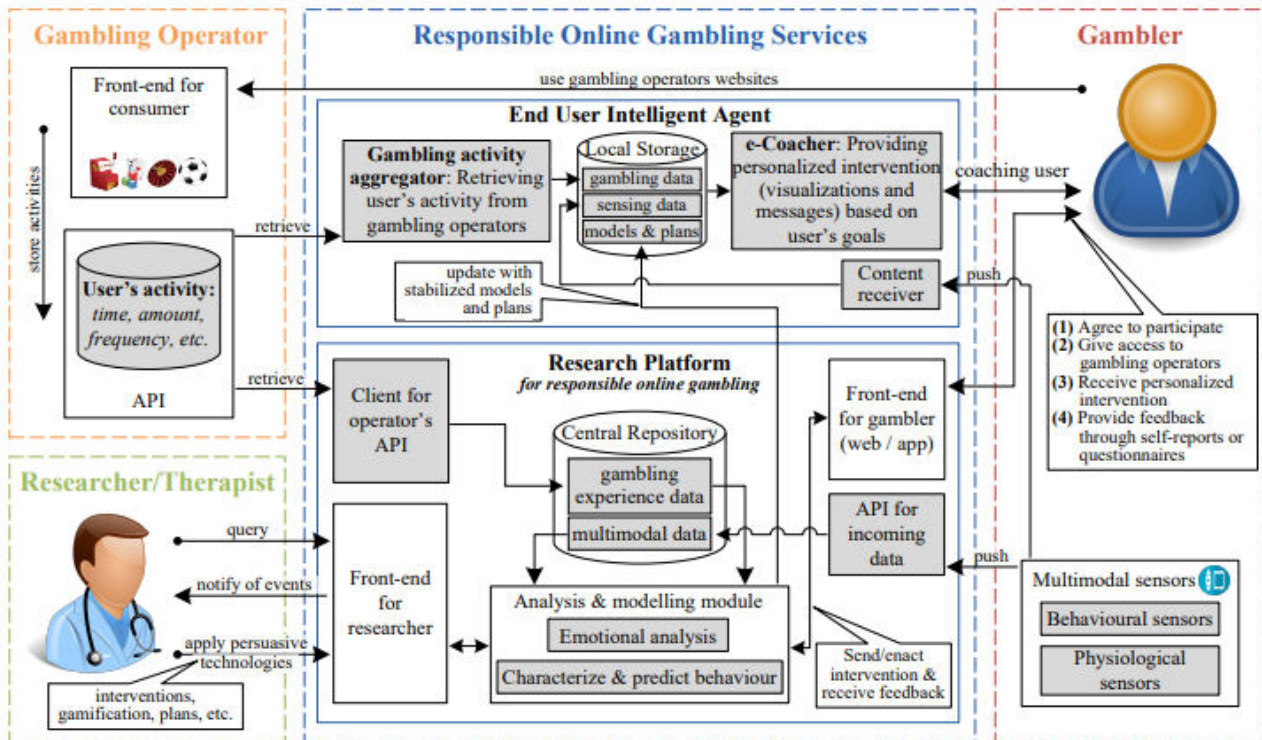 Gambling Operator
Front-end for
consumer
store activities
User's activity:
time, amount,
frequency, etc.
API
Researcher/Therapist
query
notify of events
apply persuasive
technologies
interventions,
gamification, plans, etc.
Responsible Online Gambling Services
use gambling operators websites
End User Intelligent Agent
retrieve
Gambling activity
aggregator: Retrieving
user's activity from
gambling operators
Local Storage
gambling data
sensing data
models & plans
e-Coacher: Providing
personalized intervention
(visualizations and
messages) based on
user's goals
coaching user
update with
stabilized models
and plans
Content
receiver
push
Research Platform
for responsible online gambling
retrieve
Client for
operator's
API
Central Repository
gambling
experience data
multimodal data
Front-end
for gambler
(web / app)
API for
incoming
data
push
Front-end
for
researcher
Analysis & modelling module
Emotional analysis
Characterize & predict behaviour
Send/enact
intervention &
receive feedback
Gambler
(1) Agree to participate
(2) Give access to
gambling operators
(3) Receive personalized
intervention
(4) Provide feedback
through self-reports or
questionnaires
Multimodal sensors
Behavioural sensors
Physiological
sensors